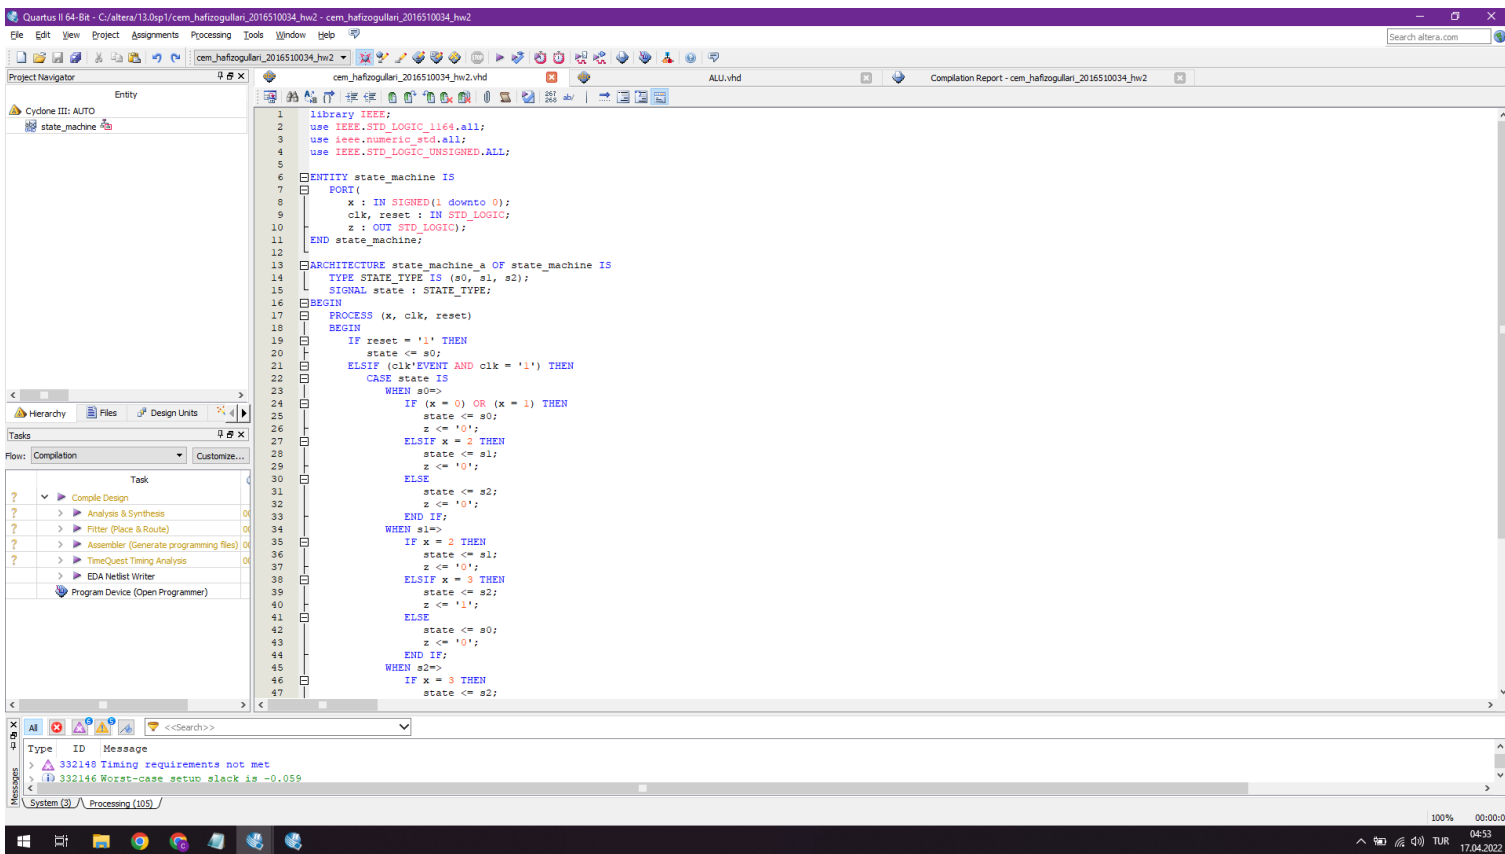 Quartus II 64-Bit - C:/altera/13.0sp1/cem_hafizogullari_2016510034_hw2 - cem_hafizogullari_2016510034_hw2
File Edit View Project Assignments Processing Tools Window Help
Search altera.com
cem_hafizogullari_2016510034_hw2
Project Navigator
cem_hafizogullari_2016510034_hw2.vhd
ALU.vhd
Compilation Report - cem_hafizogullari_2016510034_hw2
Entity
Cyclone III: AUTO
state_machine
267
268
ab/
1 library IEEE;
2 use IEEE.STD_LOGIC_1164.all;
3 use ieee.numeric_std.all;
4 use IEEE.STD_LOGIC_UNSIGNED.ALL;
5
6 ENTITY state_machine IS
7 PORT(
8 x : IN SIGNED(1 downto 0);
9 clk, reset : IN STD_LOGIC;
10 z : OUT STD_LOGIC);
11 END state_machine;
12
13 ARCHITECTURE state_machine_a OF state_machine IS
14 TYPE STATE_TYPE IS (s0, s1, s2);
15 SIGNAL state : STATE_TYPE;
16 BEGIN
17 PROCESS (x, clk, reset)
18 BEGIN
19 IF reset = '1' THEN
20 state <= s0;
21 ELSIF (clk'EVENT AND clk = '1') THEN
22 CASE state IS
23 WHEN s0=>
24 IF (x = 0) OR (x = 1) THEN
25 state <= s0;
26 z <= '0';
27 ELSIF x = 2 THEN
28 state <= s1;
29 z <= '0';
30 ELSE
31 state <= s2;
32 z <= '0';
33 END IF;
34 WHEN s1=>
35 IF x = 2 THEN
36 state <= s1;
37 z <= '0';
38 ELSIF x = 3 THEN
39 state <= s2;
40 z <= '1';
41 ELSE
42 state <= s0;
43 z <= '0';
44 END IF;
45 WHEN s2=>
46 IF x = 3 THEN
47 state <= s2;
Hierarchy Files Design Units
Tasks
Flow: Compilation Customize...
Task
Compile Design
Analysis & Synthesis 00
Fitter (Place & Route) 00
Assembler (Generate programming files) 00
TimeQuest Timing Analysis 00
EDA Netlist Writer
Program Device (Open Programmer)
All <<Search>>
Type ID Message
332148 Timing requirements not met
332146 Worst-case setup slack is -0.059
Messages
System (3) Processing (105)
100% 00:00:0
TUR
04:53
17.04.2022